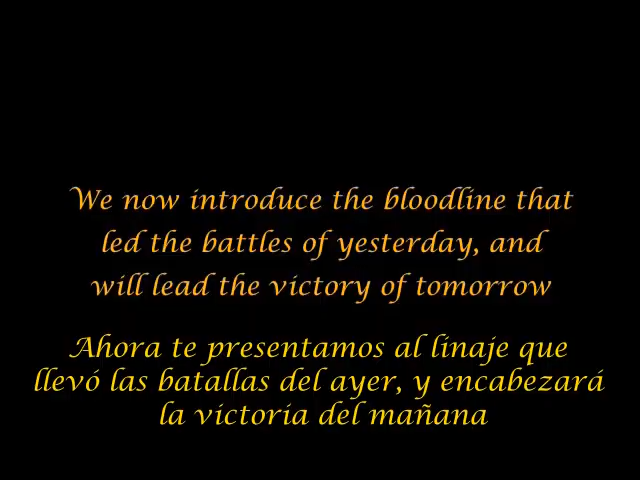 We now introduce the bloodline that
led the battles of yesterday, and
will lead the victory of tomorrow
Ahora te presentamos al linaje que
llevó las batallas del ayer, y encabezará
la victoria del mañana